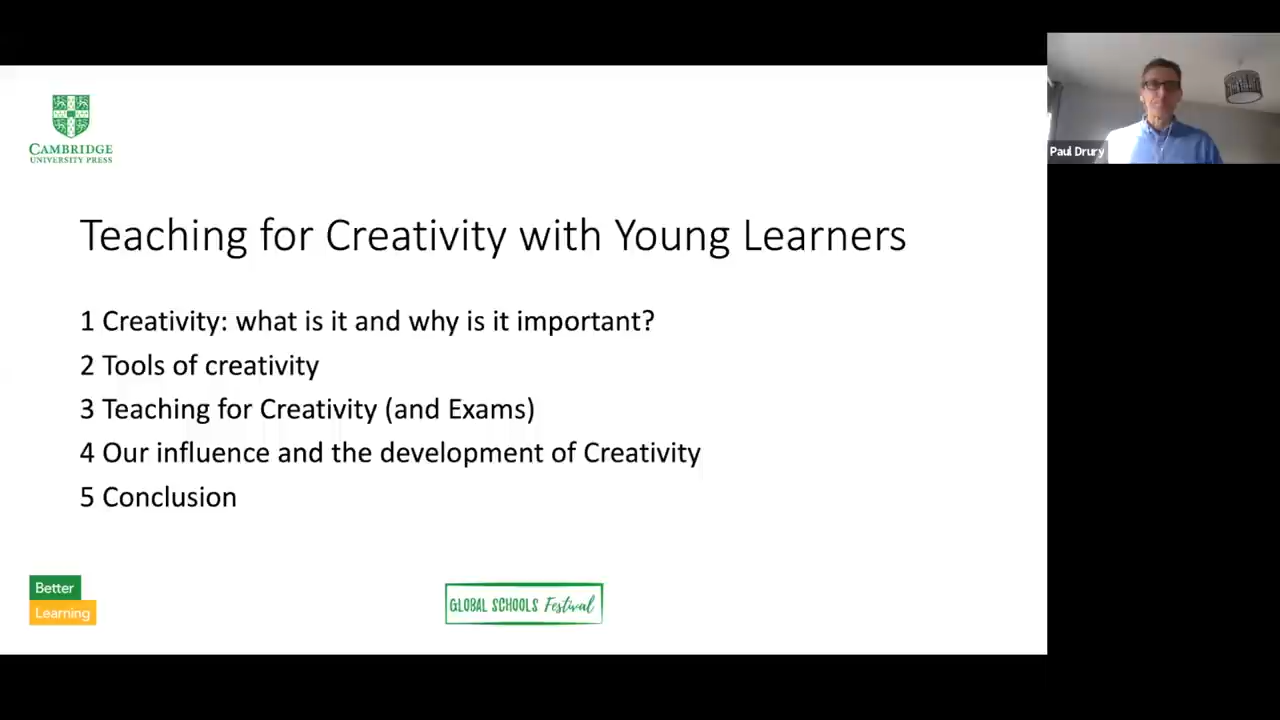 CAMBRIDGE
UNIVERSITY PRESS
Paul Drury
Teaching for Creativity with Young Learners
1 Creativity: what is it and why is it important?
2 Tools of creativity
3 Teaching for Creativity (and Exams)
4 Our influence and the development of Creativity
5 Conclusion
Better
Learning
GLOBAL SCHOOLS Festival